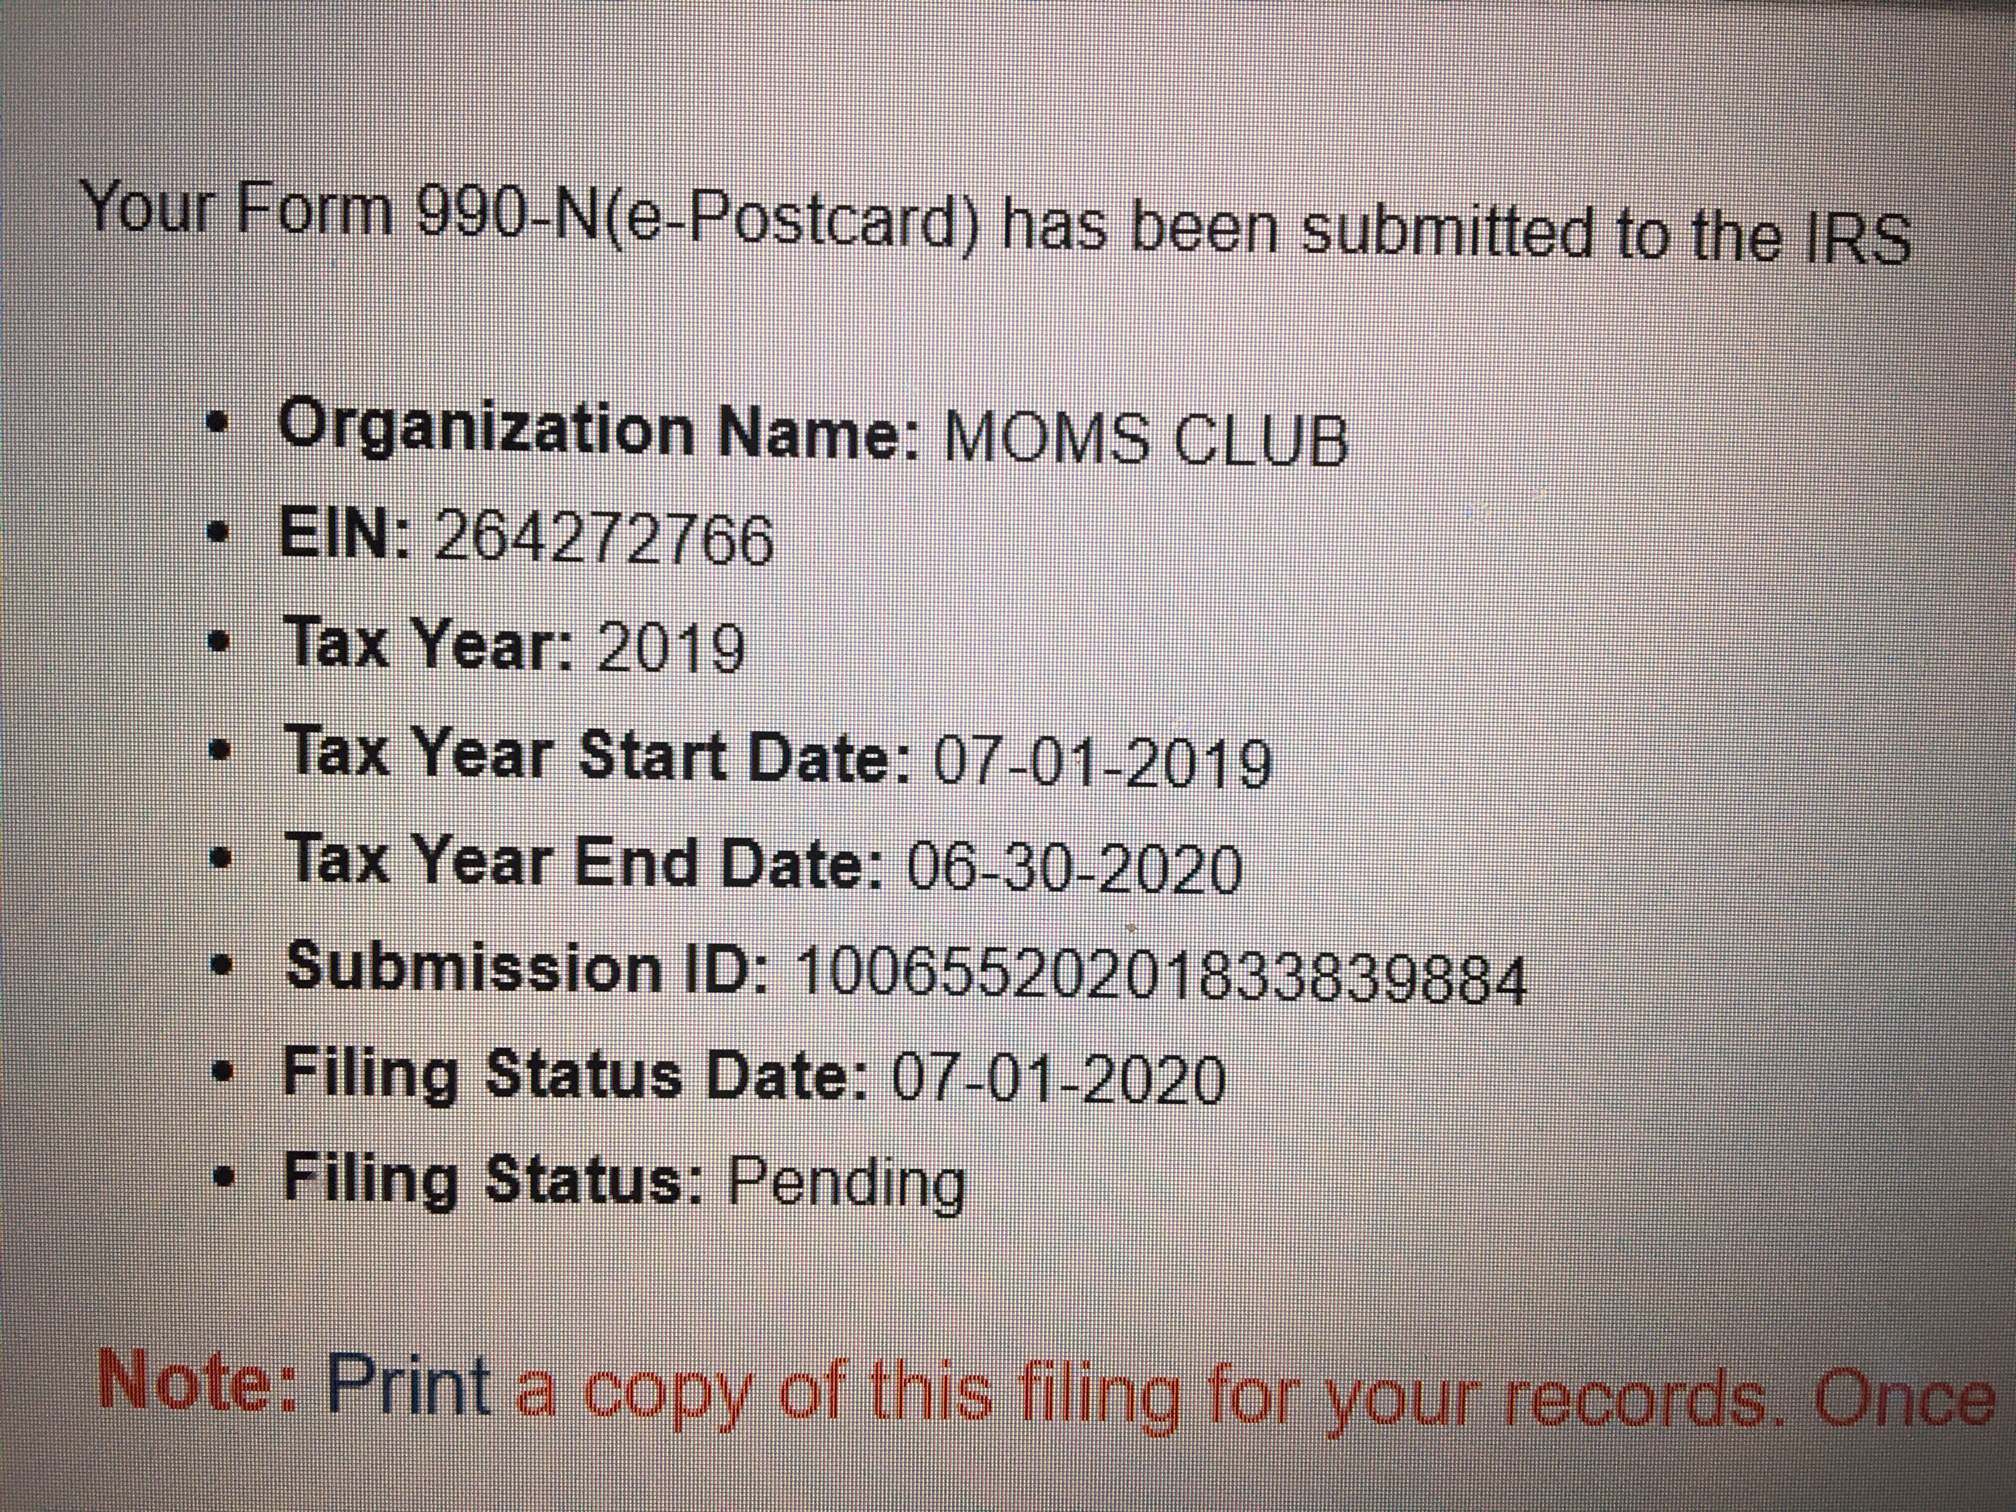 Your Form 990-N(e-Postcard) has been submitted to the IRS
• Organization Name: MOMS CLUB
• EIN: 264272766
• Tax Year: 2019
• Tax Year Start Date: 07-01-2019
• Tax Year End Date: 06-30-2020
• Submission ID: 10065520201833839884
• Filing Status Date: 07-01-2020
• Filing Status: Pending
Note: Print a copy of this filing for your records. Once